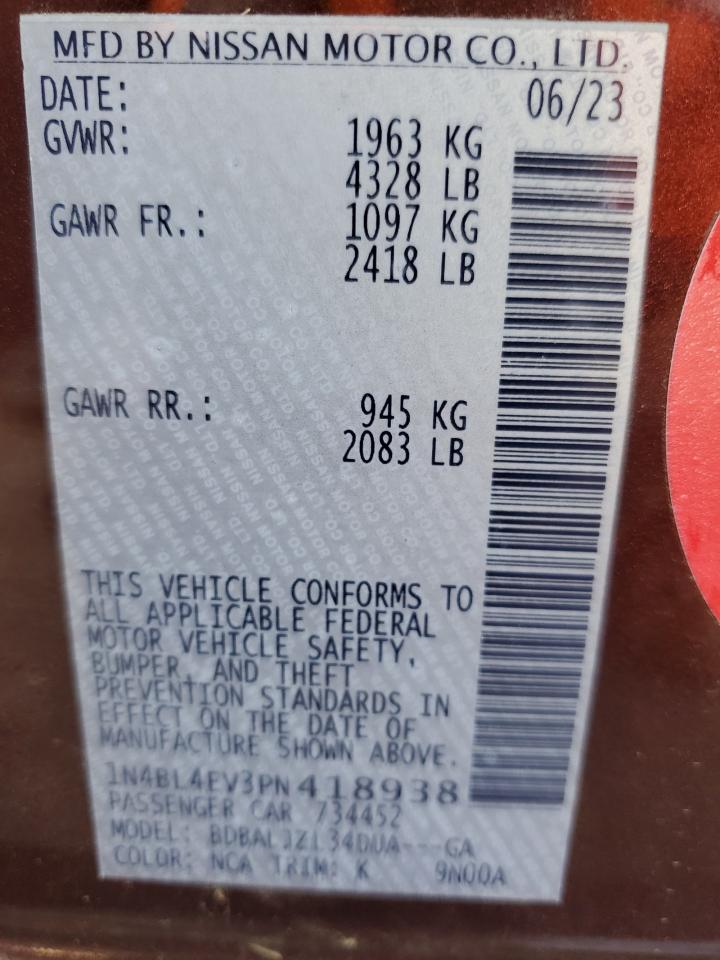 MFD BY NISSAN MOTOR CO., LTD.
DATE: 06/23
GVWR: 1963 KG
4328 LB
GAWR FR.: 1097 KG
2418 LB
GAWR RR.: 945 KG
2083 LB
THIS VEHICLE CONFORMS TO
ALL APPLICABLE FEDERAL
MOTOR VEHICLE SAFETY,
BUMPER, AND THEFT
PREVENTION STANDARDS IN
EFFECT ON THE DATE OF
MANUFACTURE SHOWN ABOVE.
1N4BL4EV3PN418938
PASSENGER CAR 734452
MODEL: GA
COLOR: NCA TRIM: K 9N00A